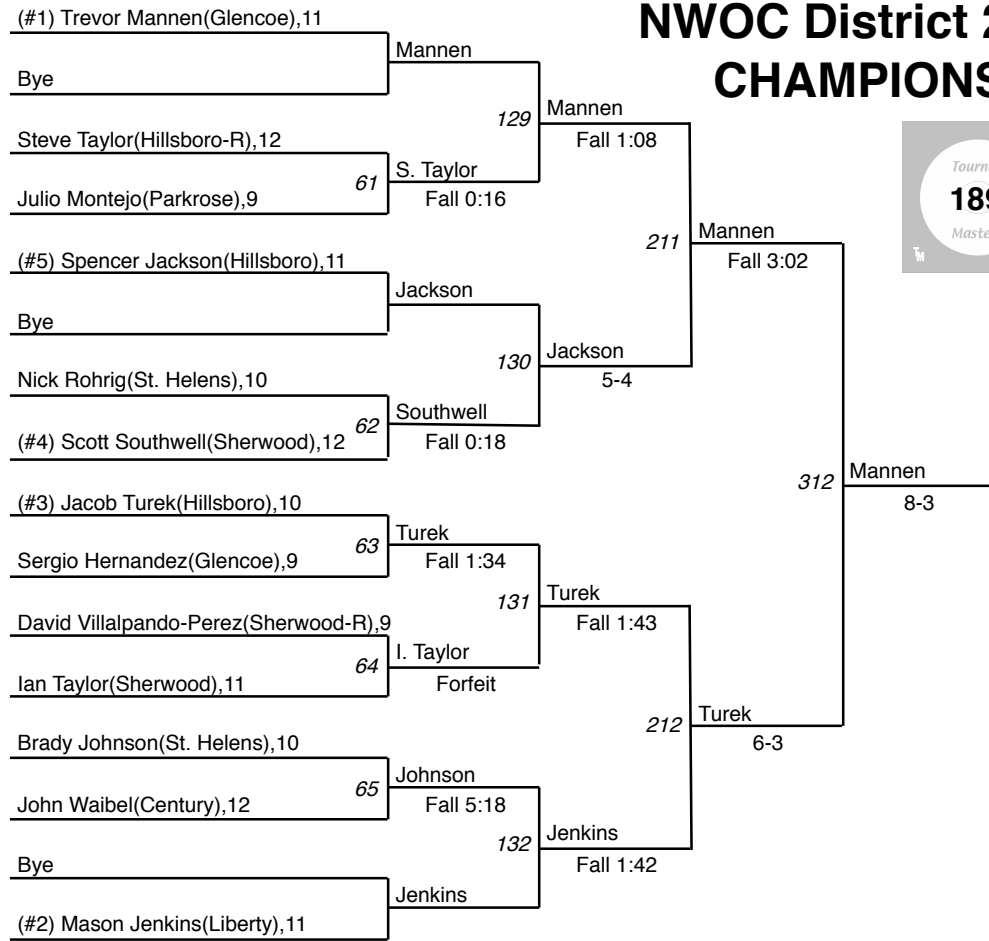 NWOC District
CHAMPIONS
(#1) Trevor Mannen(Glencoe),11
Mannen
Bye
129
Mannen
Fall 1:08
Steve Taylor(Hillsboro-R),12
61
S. Taylor
Fall 0:16
Julio Montejo(Parkrose),9
189
211
Mannen
Fall 3:02
(#5) Spencer Jackson(Hillsboro),11
Jackson
Bye
130
Jackson
5-4
Nick Rohrig(St. Helens),10
62
Southwell
Fall 0:18
(#4) Scott Southwell(Sherwood),12
312
Mannen
8-3
(#3) Jacob Turek(Hillsboro),10
63
Turek
Fall 1:34
Sergio Hernandez(Glencoe),9
131
Turek
Fall 1:43
David Villalpando-Perez(Sherwood-R),9
64
I. Taylor
Forfeit
Ian Taylor(Sherwood),11
212
Turek
6-3
Brady Johnson(St. Helens),10
65
Johnson
Fall 5:18
John Waibel(Century),12
132
Jenkins
Fall 1:42
Bye
Jenkins
(#2) Mason Jenkins(Liberty),11